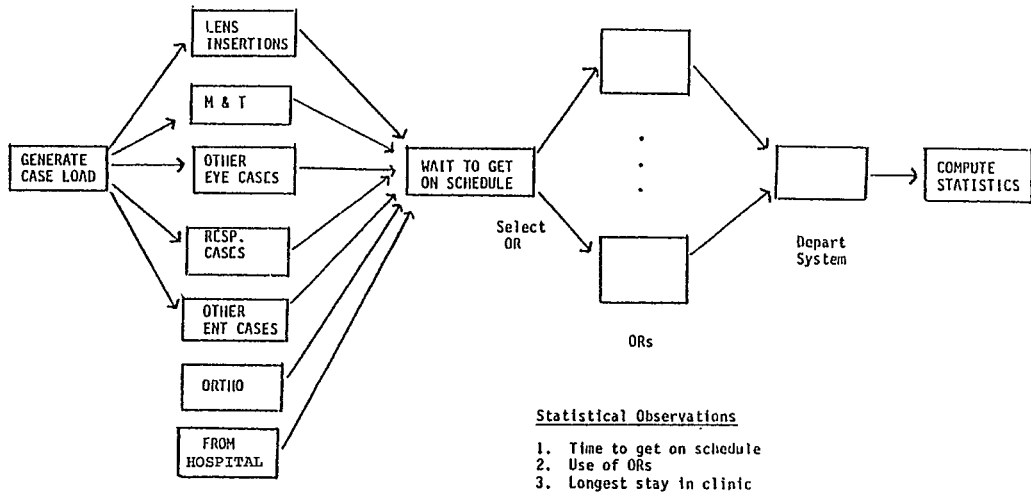 LENS
INSERTIONS
M & T
GENERATE
CASE LOAD
OTHER
EYE CASES
WAIT TO GET
ON SCHEDULE
COMPUTE
STATISTICS
RESP.
CASES
Select
OR
Depart
System
OTHER
ENT CASES
ORs
ORTHO
FROM
HOSPITAL
Statistical Observations
1. Time to get on schedule
2. Use of ORs
3. Longest stay in clinic